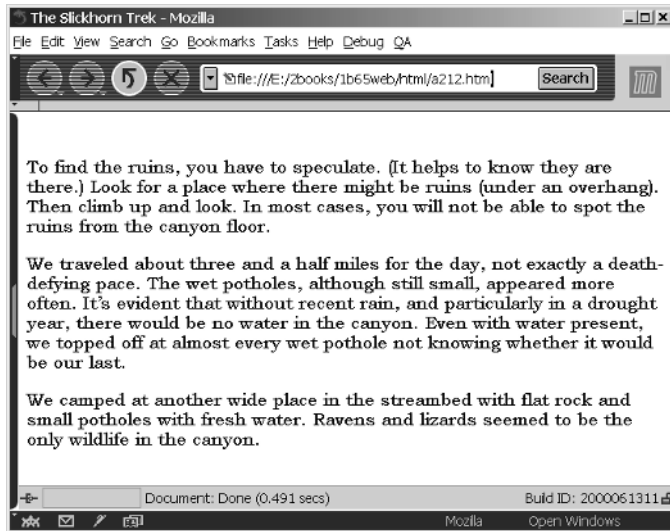 The Slickhorn Trek - Mozilla
File Edit View Search Go Bookmarks Tasks Help Debug QA
file:///E:/2books/1b65web/html/a212.htm Search
To find the ruins, you have to speculate. (It helps to know they are
there.) Look for a place where there might be ruins (under an overhang).
Then climb up and look. In most cases, you will not be able to spot the
ruins from the canyon floor.
We traveled about three and a half miles for the day, not exactly a death-
defying pace. The wet potholes, although still small, appeared more
often. It's evident that without recent rain, and particularly in a drought
year, there would be no water in the canyon. Even with water present,
we topped off at almost every wet pothole not knowing whether it would
be our last.
We camped at another wide place in the streambed with flat rock and
small potholes with fresh water. Ravens and lizards seemed to be the
only wildlife in the canyon.
Document: Done (0.491 secs) Build ID: 2000061311
Mozilla Open Windows